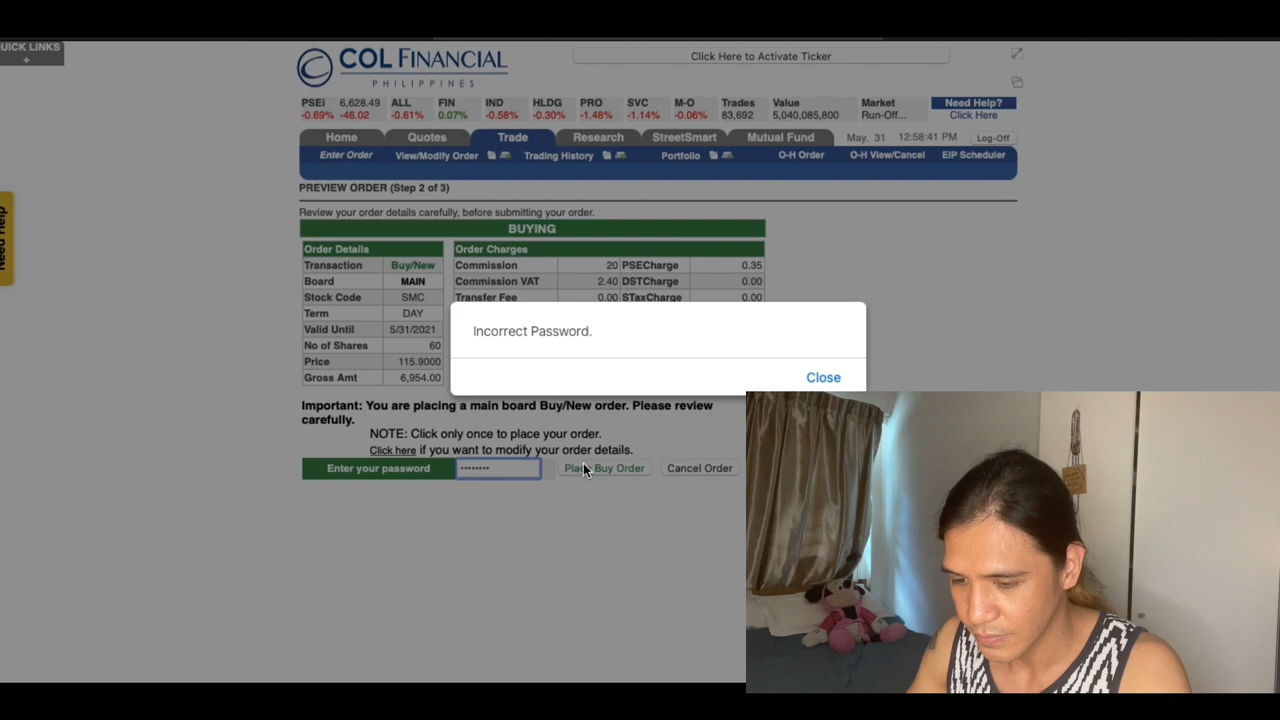 QUICK LINKS
+
COL FINANCIAL
PHILIPPINES
Click Here to Activate Ticker
PSEi 6,628.49 ALL FIN IND HLDG PRO SVC M-O Trades Value Market Need Help?
-0.69% -46.02 -0.61% 0.07% -0.58% -0.30% -1.48% -1.14% -0.06% 83,692 5,040,085,800 Run-Off... Click Here
Home Quotes Trade Research StreetSmart Mutual Fund May. 31 12:58:41 PM Log-Off
Enter Order View/Modify Order Trading History Portfolio O-H Order O-H View/Cancel EIP Scheduler
PREVIEW ORDER (Step 2 of 3)
Review your order details carefully, before submitting your order.
BUYING
Order Details Order Charges
Transaction Buy/New Commission 20 PSECharge 0.35
Board MAIN Commission VAT 2.40 DSTCharge 0.00
Stock Code SMC Transfer Fee 0.00 STaxCharge 0.00
Term DAY
Valid Until 5/31/2021
No of Shares 60
Price 115.9000
Gross Amt 6,954.00
Incorrect Password.
Close
Important: You are placing a main board Buy/New order. Please review
carefully.
NOTE: Click only once to place your order.
Click here if you want to modify your order details.
Enter your password •••••••• Place Buy Order Cancel Order
Need Help